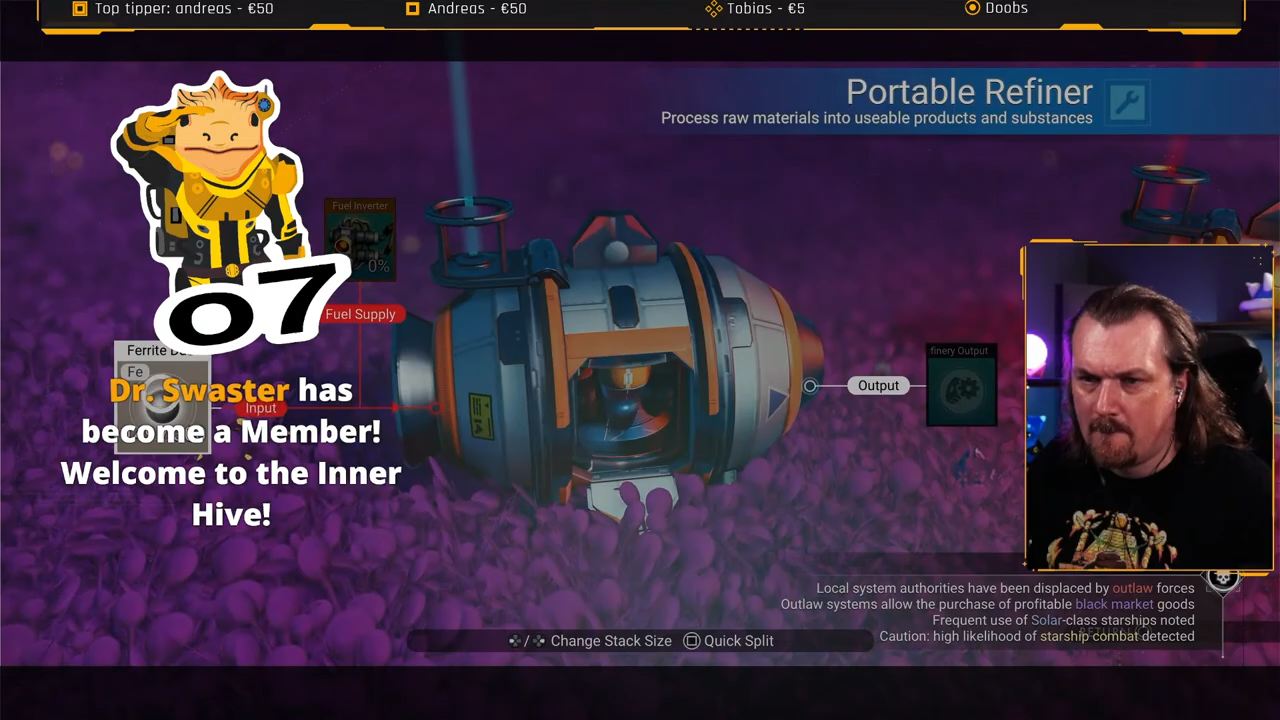 Top tipper: andreas - €50
Andreas - €50
Tobias - €5
Doobs
Portable Refiner
Process raw materials into useable products and substances
Fuel Inverter
0%
o7
Fuel Supply
Ferrite
Fe
Input
Dr. Swaster has
become a Member!
Welcome to the Inner
Hive!
finery Output
Output
Local system authorities have been displaced by outlaw forces
Outlaw systems allow the purchase of profitable black market goods
Frequent use of Solar-class starships noted
Caution: high likelihood of starship combat detected
/ Change Stack Size Quick Split